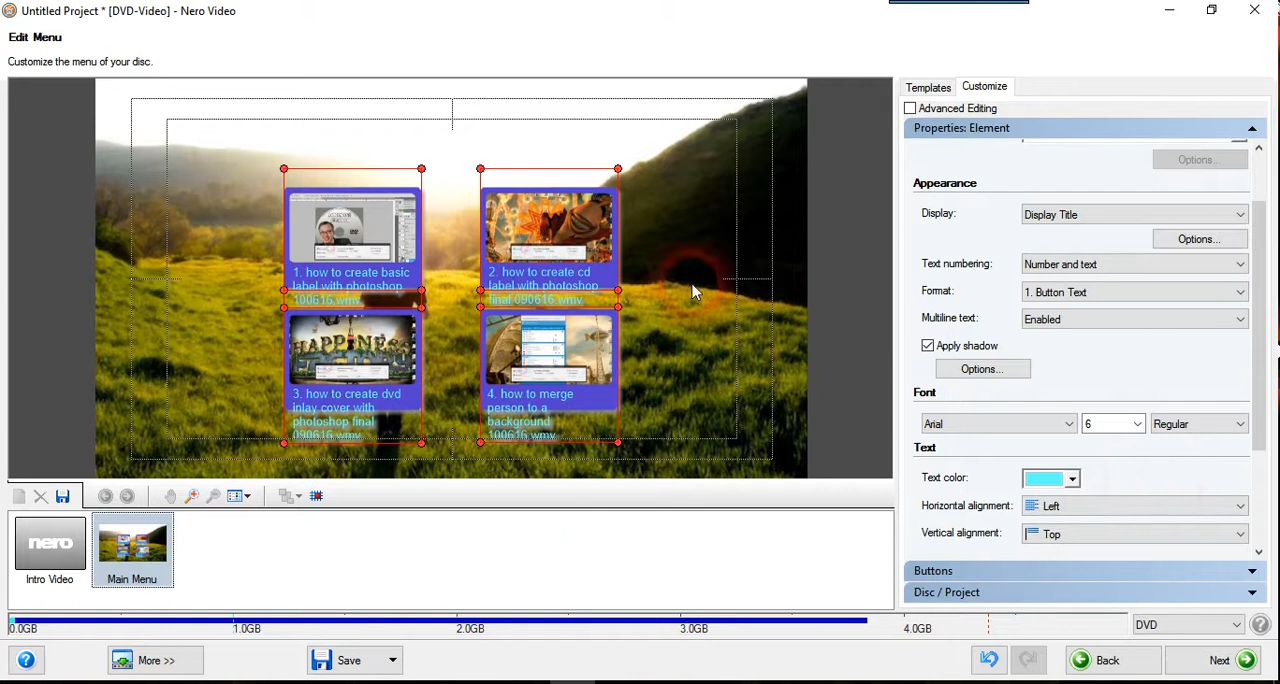 Untitled Project * [DVD-Video] - Nero Video
Edit Menu
Customize the menu of your disc.
Templates
Customize
Advanced Editing
Properties: Element
Options...
Appearance
Display:
Display Title
Options...
Text numbering:
Number and text
Format:
1. Button Text
Multiline text:
Enabled
Apply shadow
Options...
Font
Arial
6
Regular
Text
Text color:
Horizontal alignment:
Left
Vertical alignment:
Top
Buttons
Disc / Project
1. how to create basic
label with photoshop
100616.wmv
2. how to create cd
label with photoshop
final 090616.wmv
HAPPINESS
3. how to create dvd
inlay cover with
photoshop final
090616.wmv
4. how to merge
person to a
background
100616.wmv
nero
Intro Video
Main Menu
0.0GB
1.0GB
2.0GB
3.0GB
4.0GB
DVD
More >>
Save
Back
Next